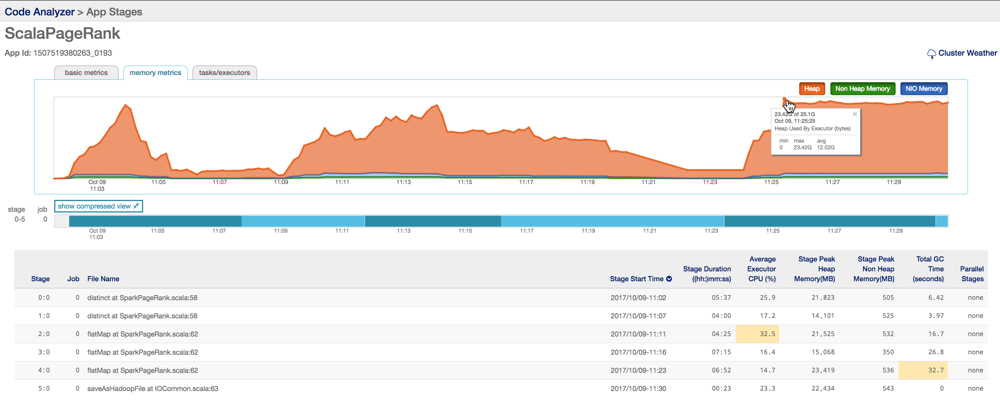 Code Analyzer > App Stages
ScalaPageRank
App Id: 1507519380263_0193
Cluster Weather
basic metrics memory metrics tasks/executors
Heap Non Heap Memory NIO Memory
23.42G of 25.1G
Oct 09, 11:25:25
Heap Used By Executor (bytes)
min max avg
0 23.42G 12.02G
Oct 09 11:05 11:07 11:09 11:11 11:13 11:15 11:17 11:19 11:21 11:23 11:25 11:27 11:29
11:03
show compressed view
stage job
0-5 0
Oct 09 11:05 11:07 11:09 11:11 11:13 11:15 11:17 11:19 11:21 11:23 11:25 11:27 11:29
11:03
Average Stage Peak Stage Peak Total GC
Stage Duration Executor Heap Non Heap Time Parallel
Stage Job File Name Stage Start Time ((hh:)mm:ss) CPU (%) Memory(MB) Memory(MB) (seconds) Stages
0:0 0 distinct at SparkPageRank.scala:58 2017/10/09-11:02 05:37 25.9 21,823 505 6.42 none
1:0 0 distinct at SparkPageRank.scala:58 2017/10/09-11:07 04:00 17.2 14,101 525 3.97 none
2:0 0 flatMap at SparkPageRank.scala:62 2017/10/09-11:11 04:25 32.5 21,525 532 16.7 none
3:0 0 flatMap at SparkPageRank.scala:62 2017/10/09-11:16 07:15 16.4 15,068 350 26.8 none
4:0 0 flatMap at SparkPageRank.scala:62 2017/10/09-11:23 06:52 14.7 23,419 536 32.7 none
5:0 0 saveAsHadoopFile at IOCommon.scala:63 2017/10/09-11:30 00:23 23.3 22,434 543 0 none